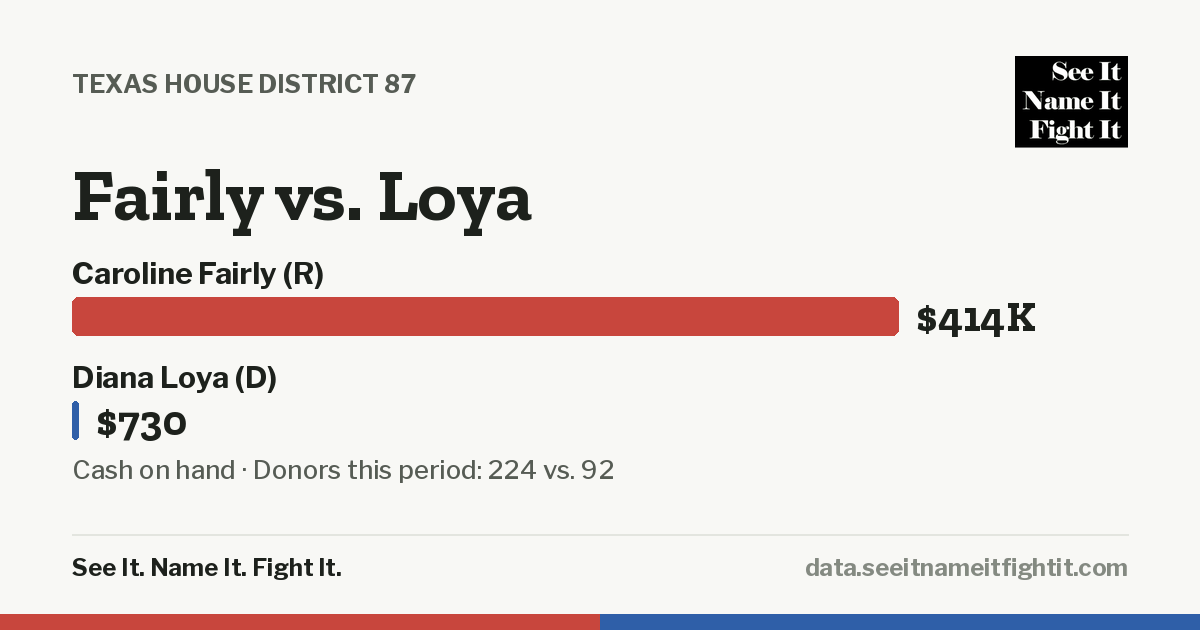 TEXAS HOUSE DISTRICT 87
See It
Name It
Fight It
Fairly vs. Loya
Caroline Fairly (R)
$414K
Diana Loya (D)
$730
Cash on hand · Donors this period: 224 vs. 92
See It. Name It. Fight It.
data.seeitnameitfightit.com